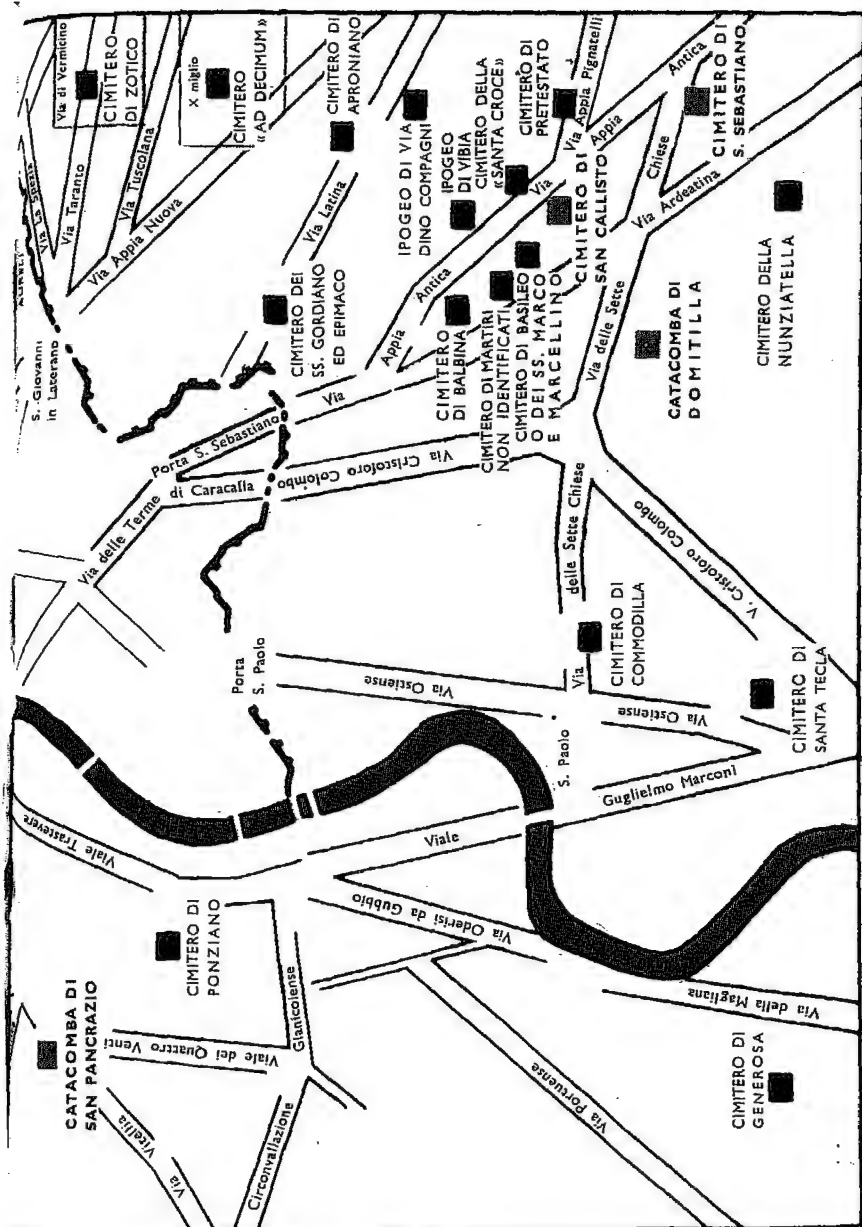 CATACOMBA DI
SAN PANCRAZIO
Via
Vitellia
Circonvallazione
Gianicolense
Viale dei Quattro Venti
CIMITERO DI
PONZIANO
Viale Trastevere
Viale
Guglielmo Marconi
Via Oderisi da Gubbio
Via Portuense
Via della Magliana
CIMITERO DI
GENEROSA
Porta
S. Paolo
Via Ostiense
S. Paolo
Via Ostiense
Via
delle Sette Chiese
CIMITERO DI
COMMODILLA
CIMITERO DI
SANTA TECLA
V. Cristoforo Colombo
Via delle Terme
di Caracalla
Via Cristoforo Colombo
Porta S. Sebastiano
Via
Appia
Antica
S. Giovanni
in Laterano
Via La Spezia
Via Taranto
Via Tuscolana
Via Appia Nuova
Via di Vermicino
CIMITERO
DI ZOTICO
X miglio
CIMITERO
«AD DECIMUM»
CIMITERO DI
APRONIANO
Via Latina
CIMITERO DEI
SS. GORDIANO
ED EPIMACO
IPOGEO DI VIA
DINO COMPAGNI
IPOGEO
DI VIBIA
CIMITERO DELLA
«SANTA CROCE»
CIMITERO DI
PRETESTATO
Via Appia Pignatelli
Via
Appia
Antica
CIMITERO
DI BALBINA
CIMITERO DI MARTIRI
NON IDENTIFICATI
CIMITERO DI BASILEO
O DEI SS. MARCO
E MARCELLINO
CIMITERO DI
SAN CALLISTO
Via delle Sette
Chiese
Via Ardeatina
CIMITERO DI
S. SEBASTIANO
CATACOMBA DI
DOMITILLA
CIMITERO DELLA
NUNZIATELLA